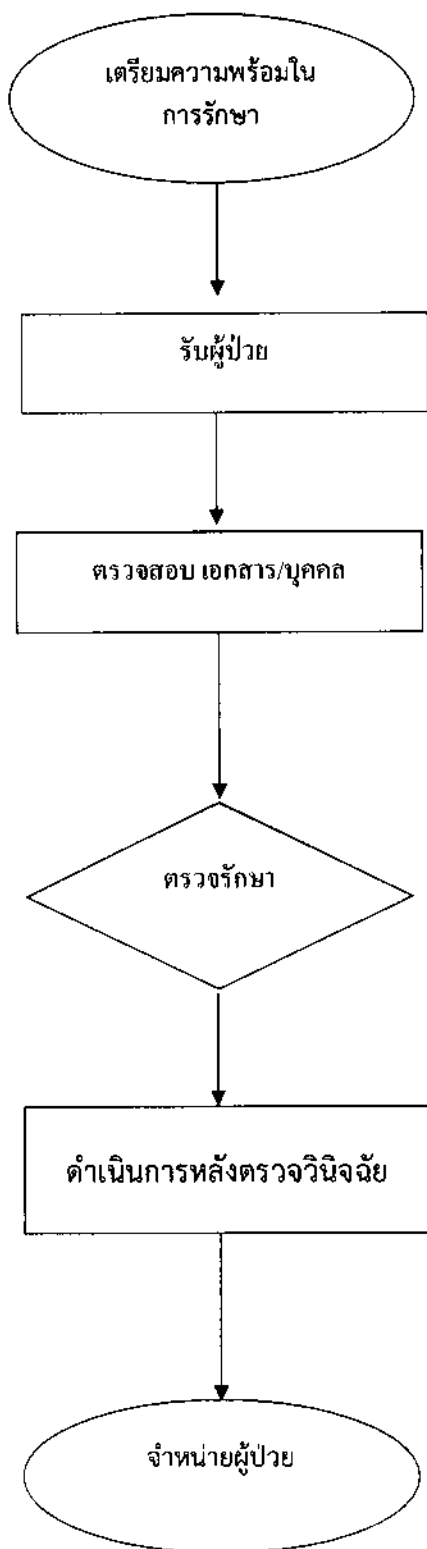 เตรียมความพร้อมใน
การรักษา
รับผู้ป่วย
ตรวจสอบ เอกสาร/บุคคล
ตรวจรักษา
ดำเนินการหลังตรวจวินิจฉัย
จำหน่ายผู้ป่วย